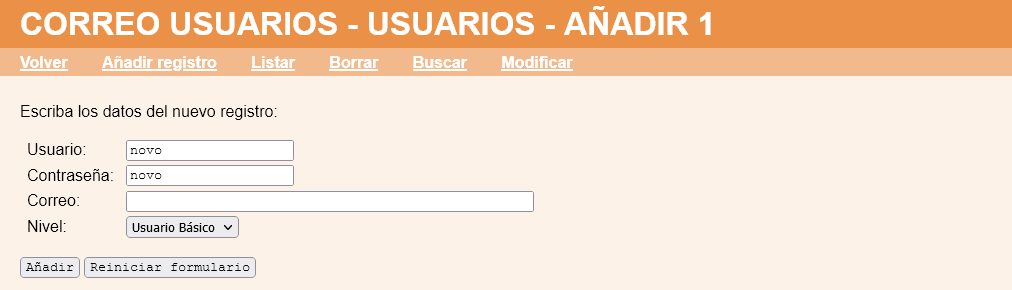 CORREO USUARIOS - USUARIOS - AÑADIR 1
Volver Añadir registro Listar Borrar Buscar Modificar
Escriba los datos del nuevo registro:
Usuario: novo
Contraseña: novo
Correo:
Nivel: Usuario Básico
Añadir Reiniciar formulario